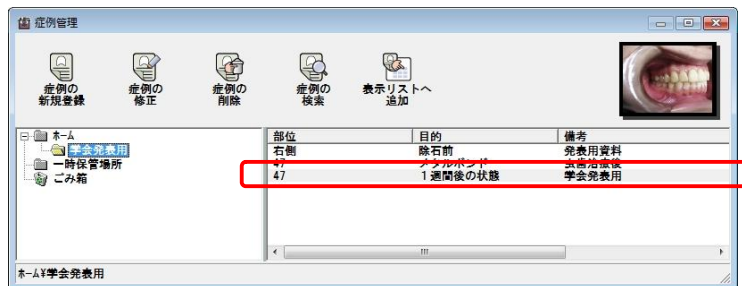 症例管理
症例の
新規登録
症例の
修正
症例の
削除
症例の
検索
表示リストへ
追加
ホーム
学会発表用
一時保管場所
ごみ箱
部位 目的 備考
右側 除石前 発表用資料
47 メタルボンド 虫歯治療後
47 1週間後の状態 学会発表用
ホーム¥学会発表用